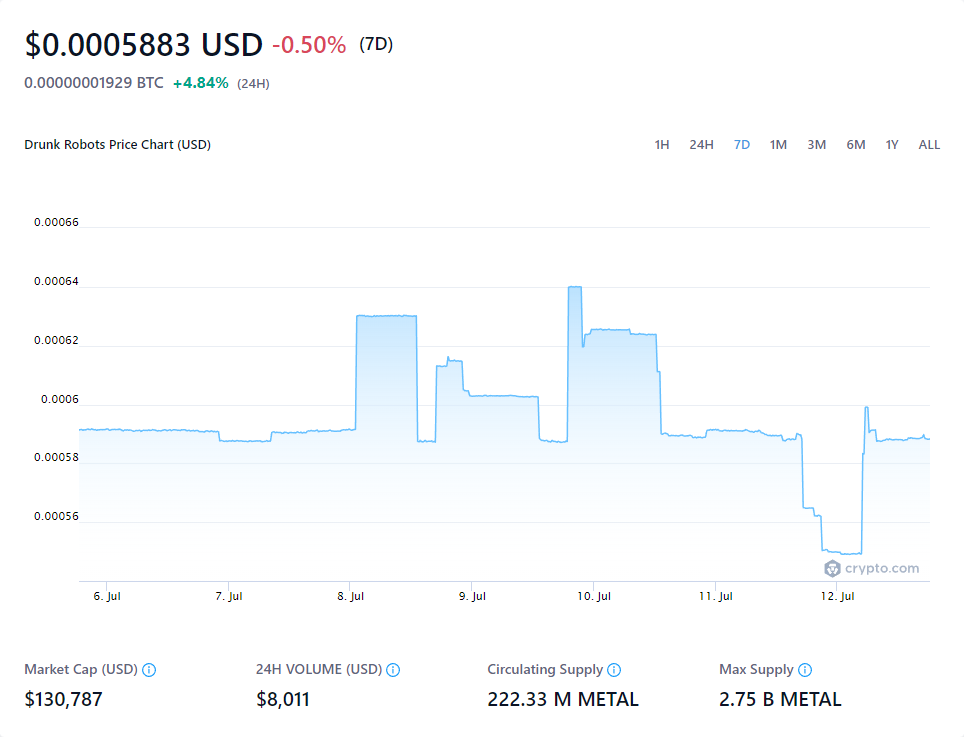 $0.0005883 USD -0.50% (7D)
0.00000001929 BTC +4.84% (24H)
Drunk Robots Price Chart (USD) 1H 24H 7D 1M 3M 6M 1Y ALL
0.00066
0.00064
0.00062
0.0006
0.00058
0.00056
crypto.com
6. Jul 7. Jul 8. Jul 9. Jul 10. Jul 11. Jul 12. Jul
Market Cap (USD) 24H VOLUME (USD) Circulating Supply Max Supply
$130,787 $8,011 222.33 M METAL 2.75 B METAL